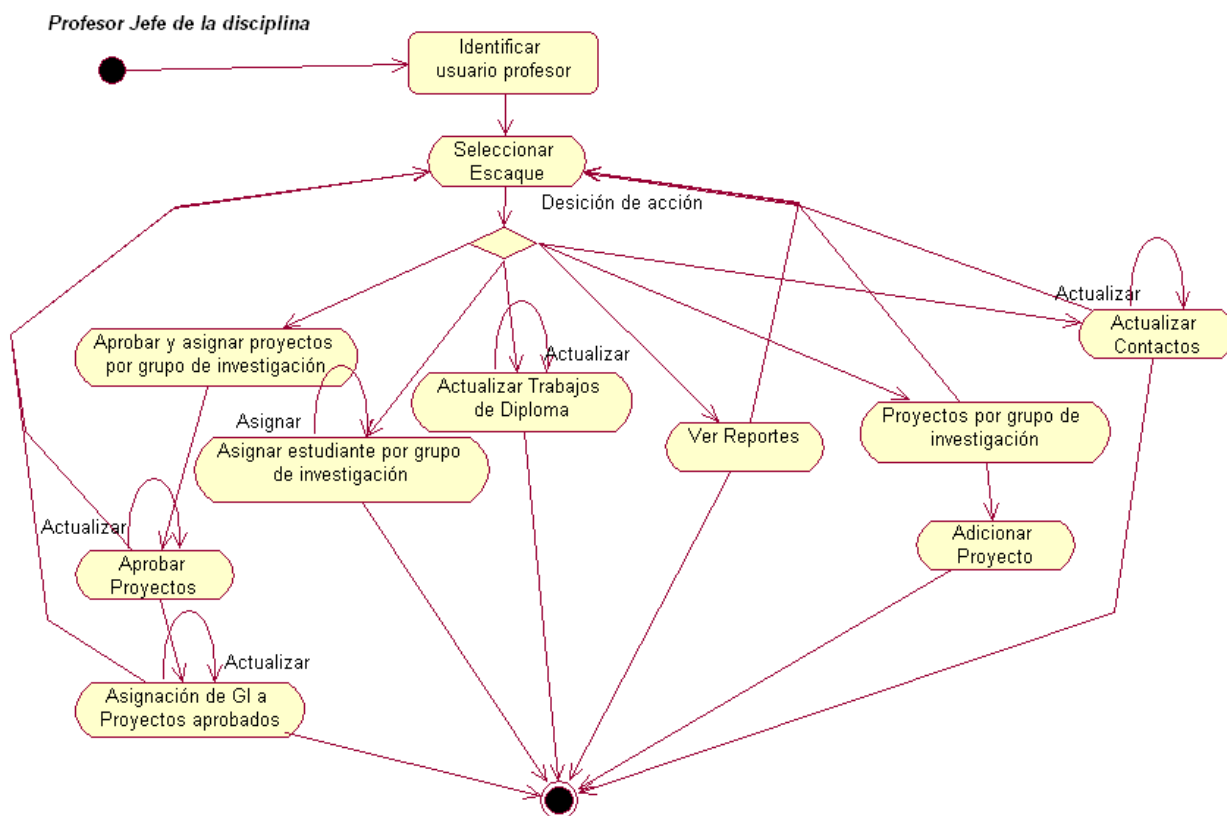 Profesor Jefe de la disciplina
Identificar
usuario profesor
Seleccionar
Escaque
Desición de acción
Actualizar
Actualizar
Contactos
Aprobar y asignar proyectos
por grupo de investigación
Actualizar
Actualizar Trabajos
de Diploma
Asignar
Asignar estudiante por grupo
de investigación
Ver Reportes
Proyectos por grupo de
investigación
Actualizar
Aprobar
Proyectos
Adicionar
Proyecto
Actualizar
Asignación de GI a
Proyectos aprobados